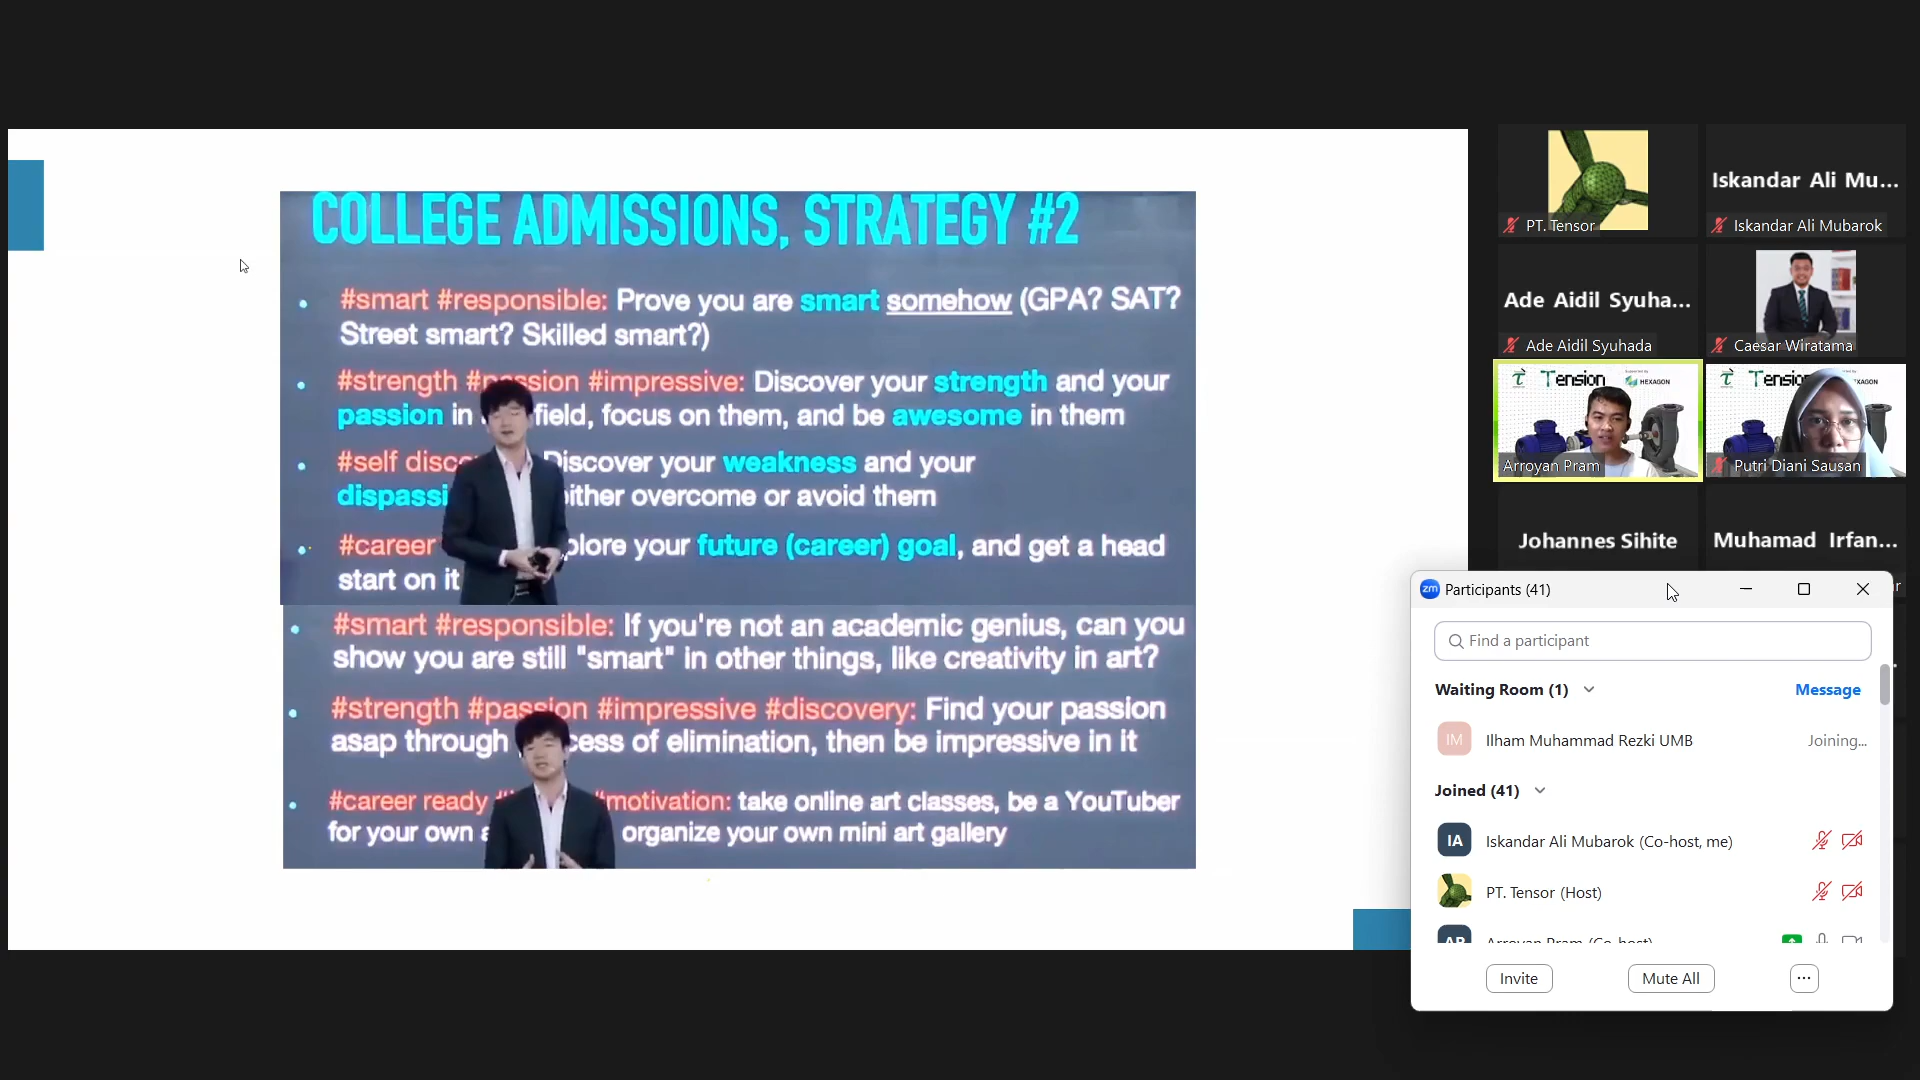 COLLEGE ADMISSIONS, STRATEGY #2
#smart #responsible: Prove you are smart somehow (GPA? SAT?
Street smart? Skilled smart?)
#strength #passion #impressive: Discover your strength and your
passion in field, focus on them, and be awesome in them
#self Discover your weakness and your
overcome or avoid them
#career your future (career) goal, and get a head
start on it
#smart #responsible: If you're not an academic genius, can you
show you are still "smart" in other things, like creativity in art?
#strength #passion #impressive #discovery: Find your passion
asap through of elimination, then be impressive in it
#career ready #motivation: take online art classes, be a YouTuber
for your own organize your own mini art gallery
PT. Tensor
Iskandar Ali Mu...
Iskandar Ali Mubarok
Ade Aidil Syuha...
Ade Aidil Syuhada
Caesar Wiratama
Tension
HEXAGON
Arroyan Pram
Putri Diani Sausan
Johannes Sihite
Muhamad Irfan...
zm
Participants (41)
Find a participant
Waiting Room (1)
Message
IM
Ilham Muhammad Rezki UMB
Joining...
Joined (41)
IA
Iskandar Ali Mubarok (Co-host, me)
PT. Tensor (Host)
AP
Arroyan Pram (Co-host)
Invite
Mute All
...